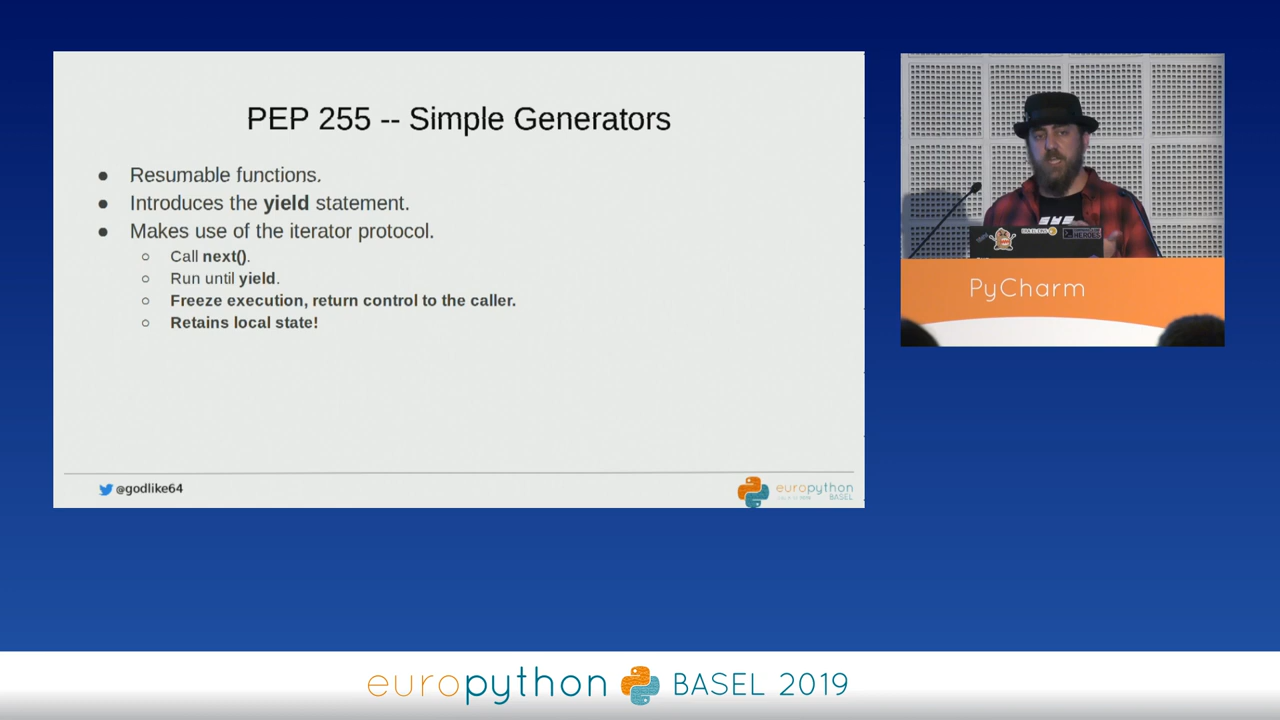 PEP 255 -- Simple Generators
● Resumable functions.
● Introduces the yield statement.
● Makes use of the iterator protocol.
○ Call next().
○ Run until yield.
○ Freeze execution, return control to the caller.
○ Retains local state!
@godlike64
europython
BASEL
PyCharm
europython BASEL 2019